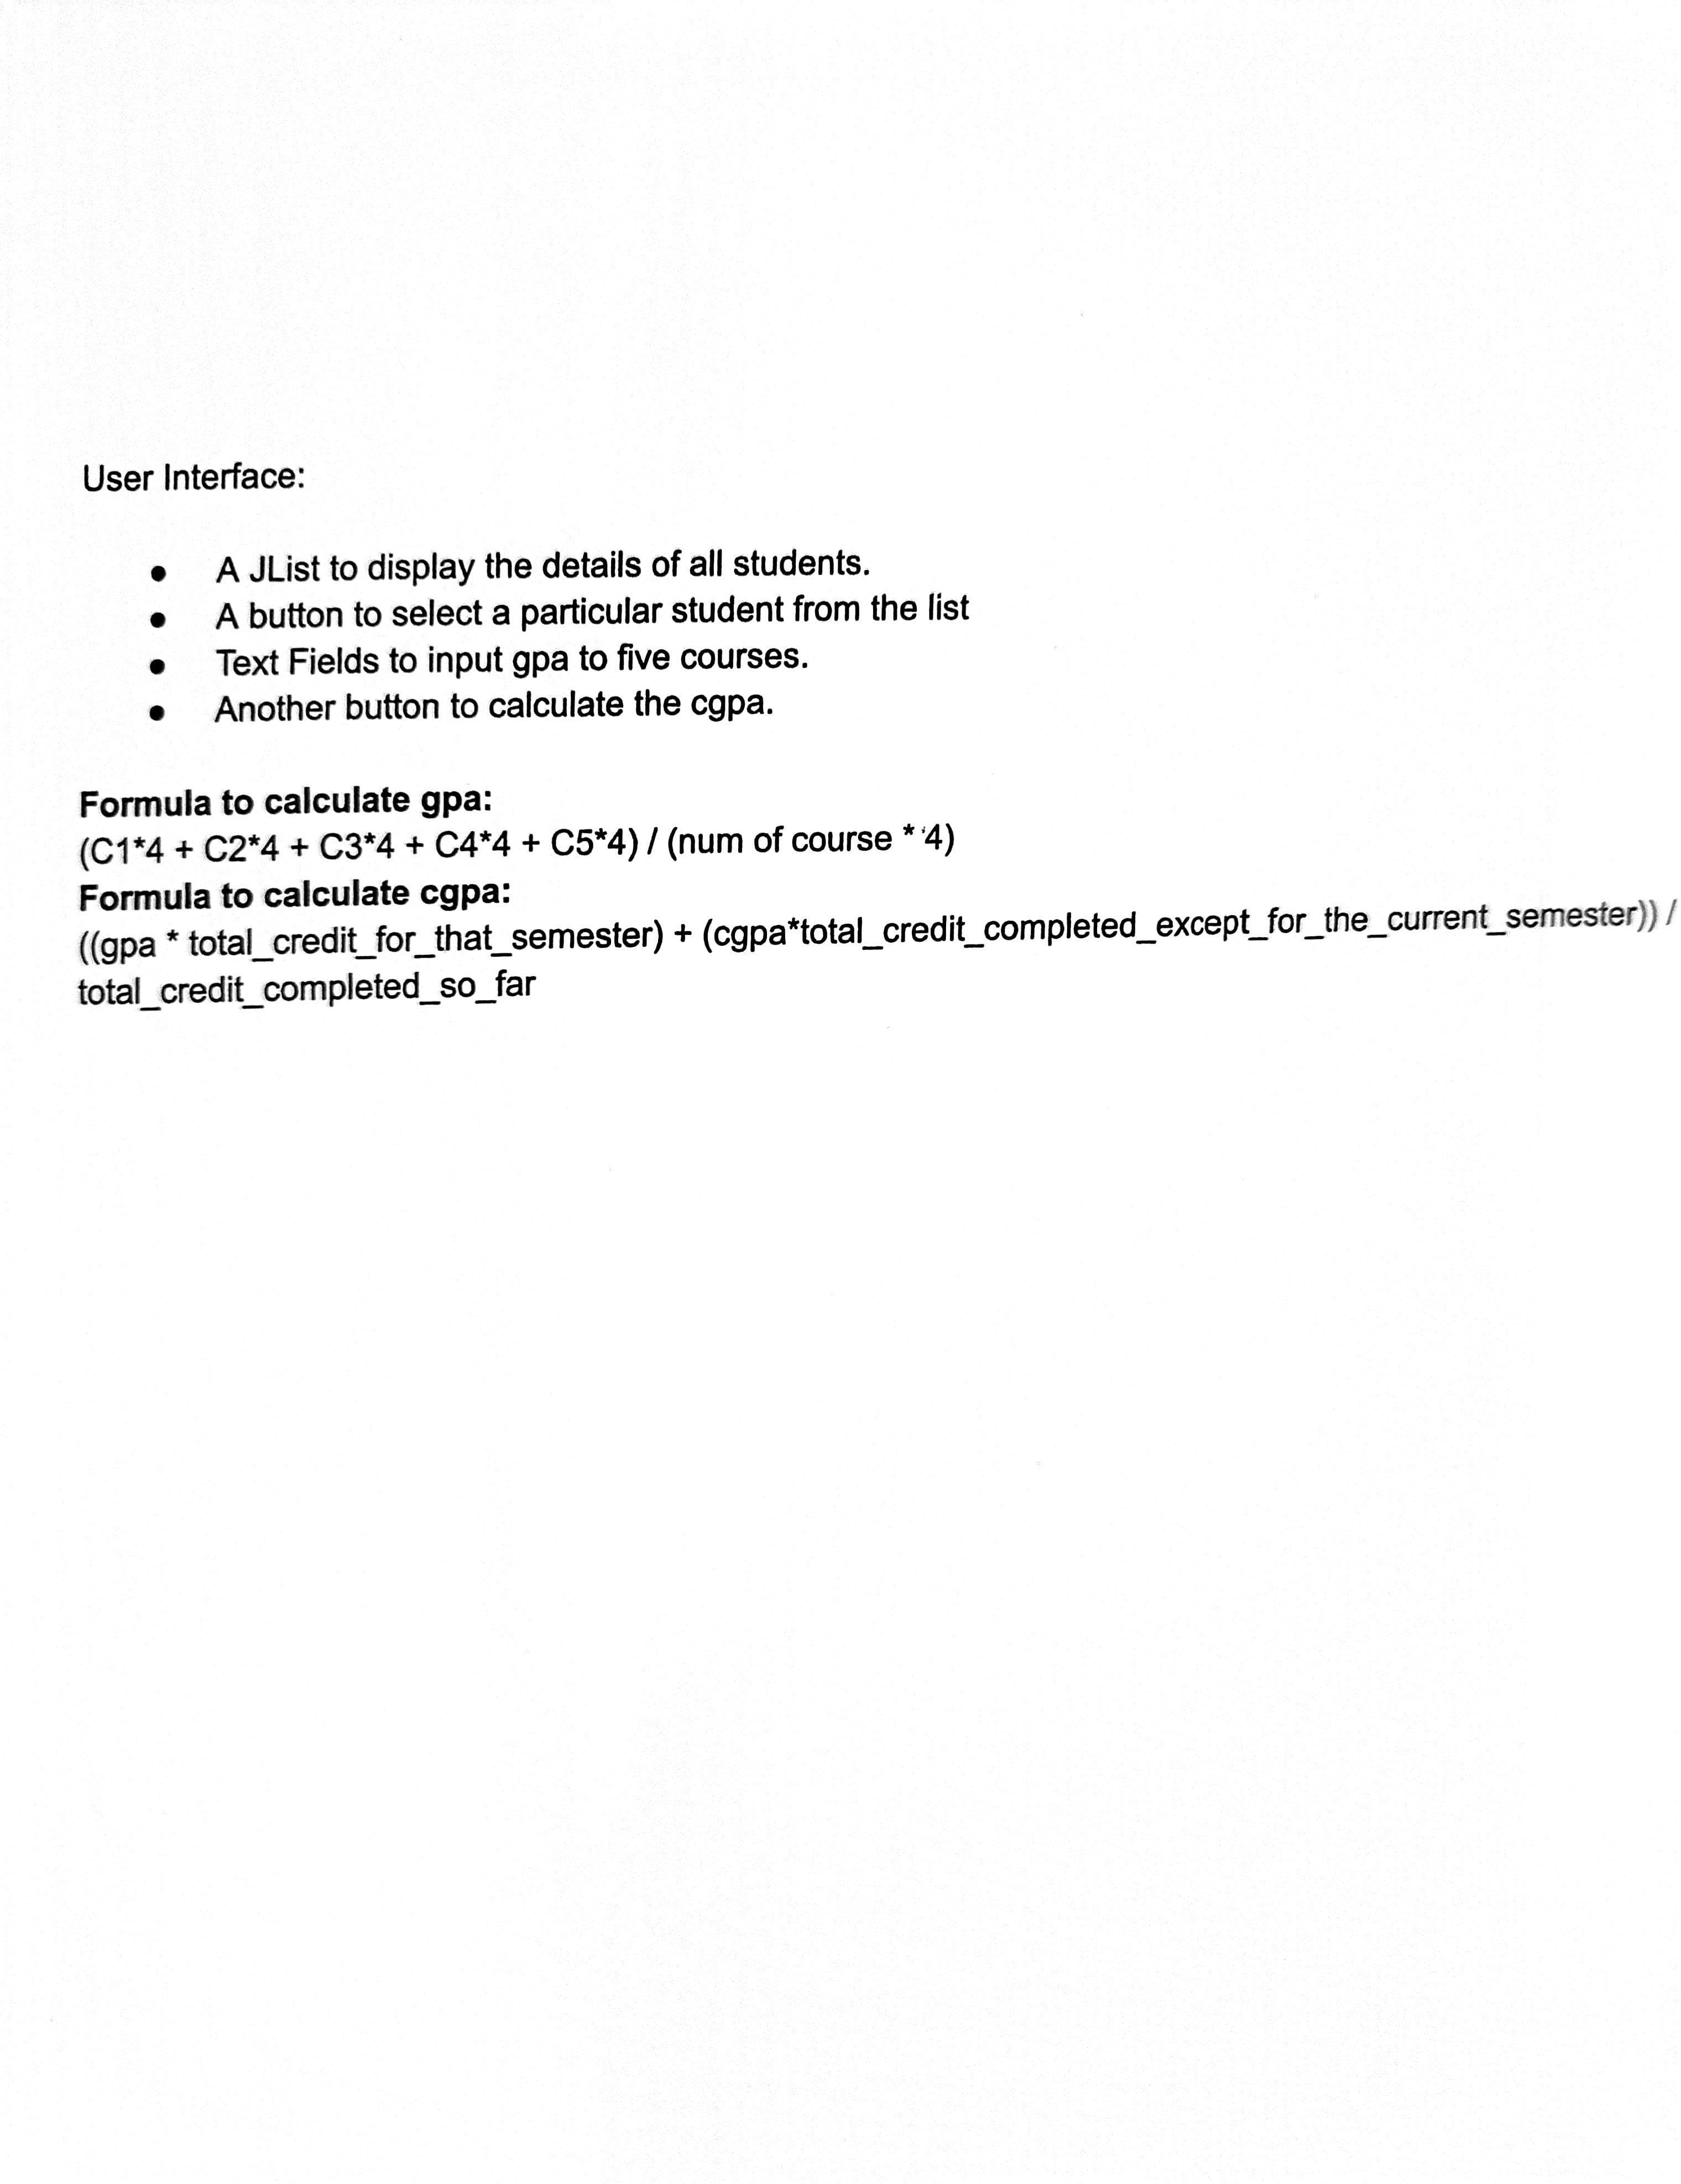 User Interface:
● A JList to display the details of all students.
● A button to select a particular student from the list
● Text Fields to input gpa to five courses.
● Another button to calculate the cgpa.
Formula to calculate gpa:
(C1*4 + C2*4 + C3*4 + C4*4 + C5*4) / (num of course * 4)
Formula to calculate cgpa:
((gpa * total_credit_for_that_semester) + (cgpa*total_credit_completed_except_for_the_current_semester)) /
total_credit_completed_so_far